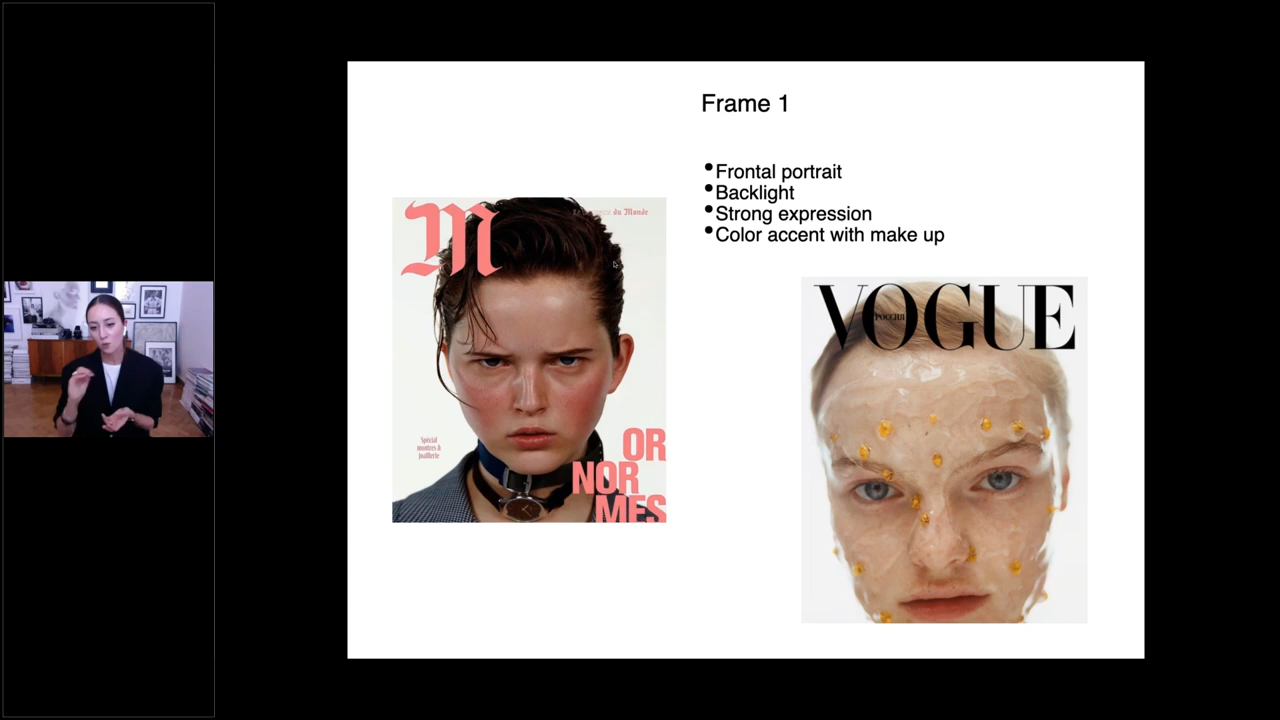 Frame 1
•Frontal portrait
•Backlight
•Strong expression
•Color accent with make up
M
du Monde
Spécial
montres &
joaillerie
OR
NOR
MES
VOGUE
РОССИЯ